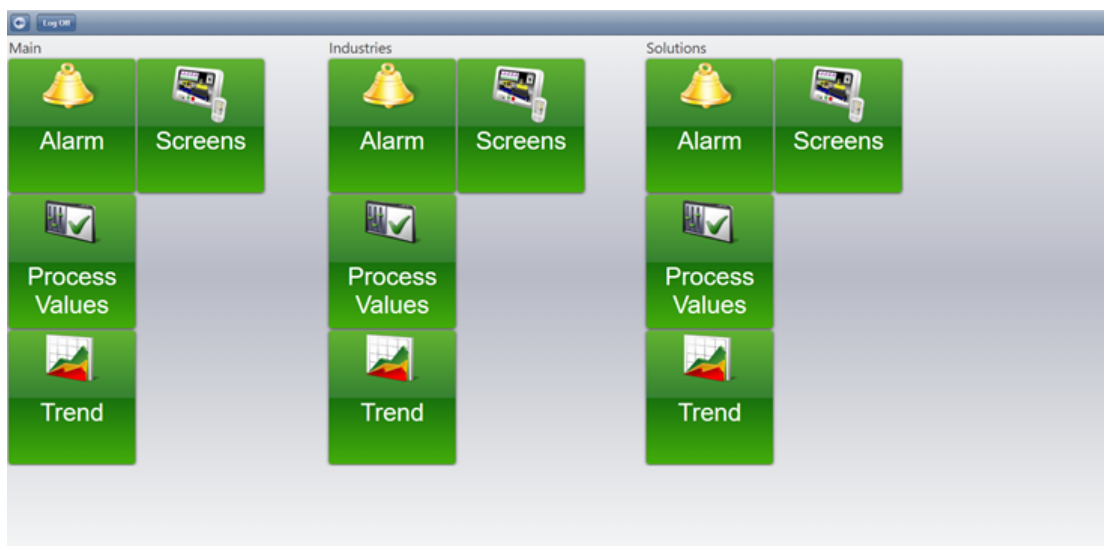 Log Off
Main
Industries
Solutions
Alarm
Screens
Alarm
Screens
Alarm
Screens
Process
Values
Process
Values
Process
Values
Trend
Trend
Trend